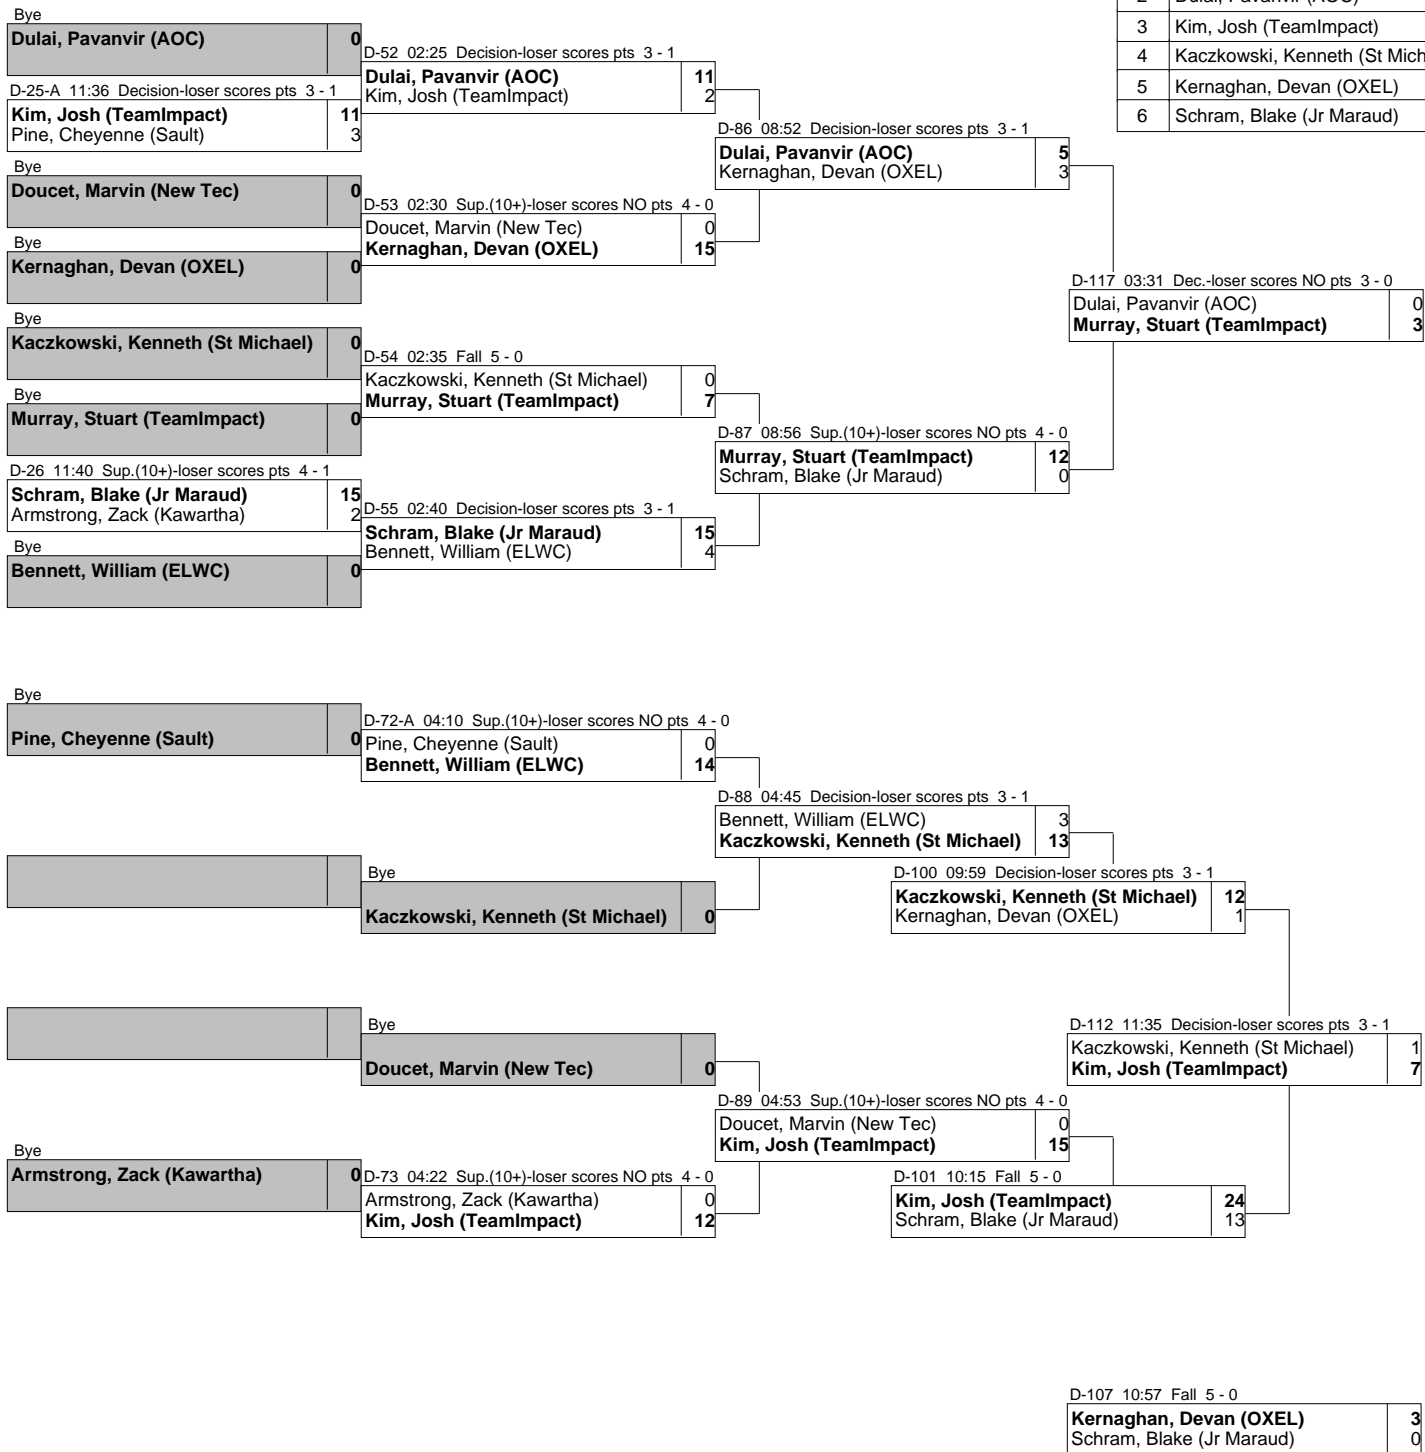 2 Dulai, Pavanvir (AOC)
3 Kim, Josh (TeamImpact)
4 Kaczkowski, Kenneth (St Mich
5 Kernaghan, Devan (OXEL)
6 Schram, Blake (Jr Maraud)
Bye
Dulai, Pavanvir (AOC) 0
D-25-A 11:36 Decision-loser scores pts 3 - 1
Kim, Josh (TeamImpact) 11
Pine, Cheyenne (Sault) 3
Bye
Doucet, Marvin (New Tec) 0
Bye
Kernaghan, Devan (OXEL) 0
Bye
Kaczkowski, Kenneth (St Michael) 0
Bye
Murray, Stuart (TeamImpact) 0
D-26 11:40 Sup.(10+)-loser scores pts 4 - 1
Schram, Blake (Jr Maraud) 15
Armstrong, Zack (Kawartha) 2
Bye
Bennett, William (ELWC) 0
D-52 02:25 Decision-loser scores pts 3 - 1
Dulai, Pavanvir (AOC) 11
Kim, Josh (TeamImpact) 2
D-53 02:30 Sup.(10+)-loser scores NO pts 4 - 0
Doucet, Marvin (New Tec) 0
Kernaghan, Devan (OXEL) 15
D-54 02:35 Fall 5 - 0
Kaczkowski, Kenneth (St Michael) 0
Murray, Stuart (TeamImpact) 7
D-55 02:40 Decision-loser scores pts 3 - 1
Schram, Blake (Jr Maraud) 15
Bennett, William (ELWC) 4
D-86 08:52 Decision-loser scores pts 3 - 1
Dulai, Pavanvir (AOC) 5
Kernaghan, Devan (OXEL) 3
D-87 08:56 Sup.(10+)-loser scores NO pts 4 - 0
Murray, Stuart (TeamImpact) 12
Schram, Blake (Jr Maraud) 0
D-117 03:31 Dec.-loser scores NO pts 3 - 0
Dulai, Pavanvir (AOC) 0
Murray, Stuart (TeamImpact) 3
Bye
Pine, Cheyenne (Sault) 0
Bye
Armstrong, Zack (Kawartha) 0
D-72-A 04:10 Sup.(10+)-loser scores NO pts 4 - 0
Pine, Cheyenne (Sault) 0
Bennett, William (ELWC) 14
Bye
Kaczkowski, Kenneth (St Michael) 0
Bye
Doucet, Marvin (New Tec) 0
D-73 04:22 Sup.(10+)-loser scores NO pts 4 - 0
Armstrong, Zack (Kawartha) 0
Kim, Josh (TeamImpact) 12
D-88 04:45 Decision-loser scores pts 3 - 1
Bennett, William (ELWC) 3
Kaczkowski, Kenneth (St Michael) 13
D-89 04:53 Sup.(10+)-loser scores NO pts 4 - 0
Doucet, Marvin (New Tec) 0
Kim, Josh (TeamImpact) 15
D-100 09:59 Decision-loser scores pts 3 - 1
Kaczkowski, Kenneth (St Michael) 12
Kernaghan, Devan (OXEL) 1
D-101 10:15 Fall 5 - 0
Kim, Josh (TeamImpact) 24
Schram, Blake (Jr Maraud) 13
D-112 11:35 Decision-loser scores pts 3 - 1
Kaczkowski, Kenneth (St Michael) 1
Kim, Josh (TeamImpact) 7
D-107 10:57 Fall 5 - 0
Kernaghan, Devan (OXEL) 3
Schram, Blake (Jr Maraud) 0